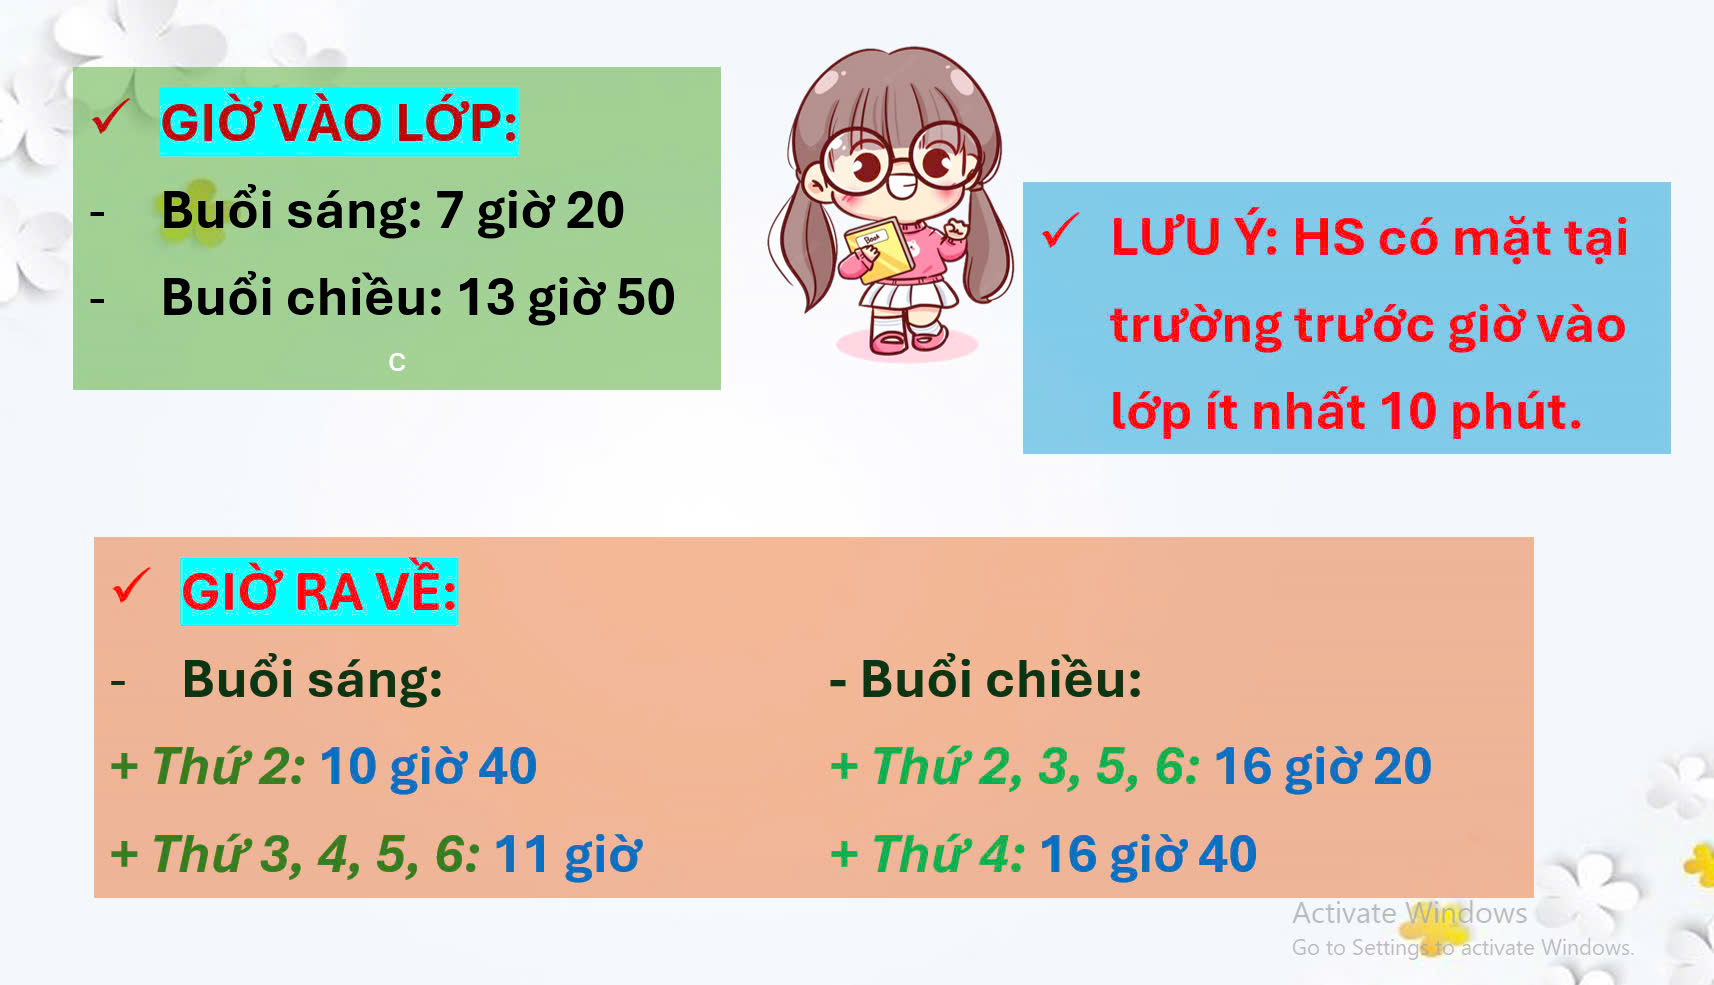 ✓ GIỜ VÀO LỚP:
- Buổi sáng: 7 giờ 20
- Buổi chiều: 13 giờ 50
c
Book
✓ LƯU Ý: HS có mặt tại
trường trước giờ vào
lớp ít nhất 10 phút.
✓ GIỜ RA VỀ:
- Buổi sáng:
+ Thứ 2: 10 giờ 40
+ Thứ 3, 4, 5, 6: 11 giờ
- Buổi chiều:
+ Thứ 2, 3, 5, 6: 16 giờ 20
+ Thứ 4: 16 giờ 40
Activate Windows
Go to Settings to activate Windows.